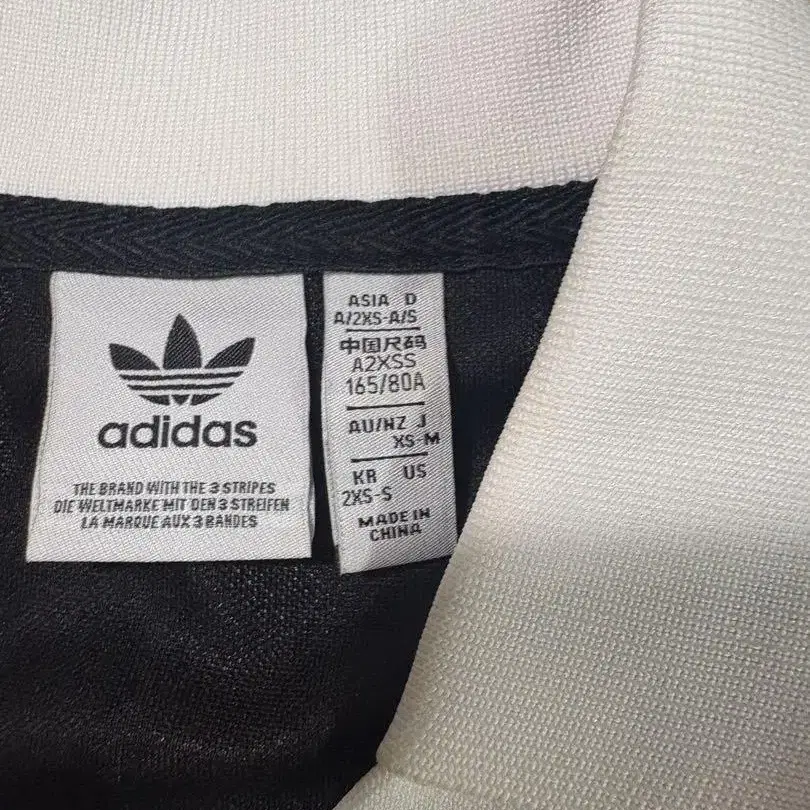 adidas
THE BRAND WITH THE 3 STRIPES
DIE WELTMARKE MIT DEN 3 STREIFEN
LA MARQUE AUX 3 BANDES
ASIA D
A/2XS-A/S
中国尺码
A2XSS
165/80A
AU/NZ J
XS-M
KR US
2XS-S
MADE IN
CHINA